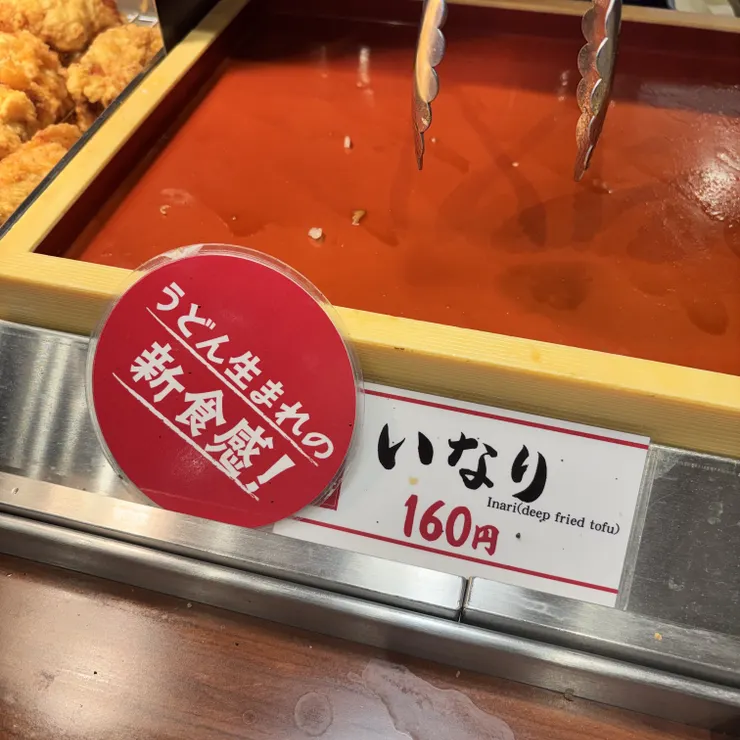 うどん生まれの
新食感!
いなり
Inari(deep fried tofu)
160円